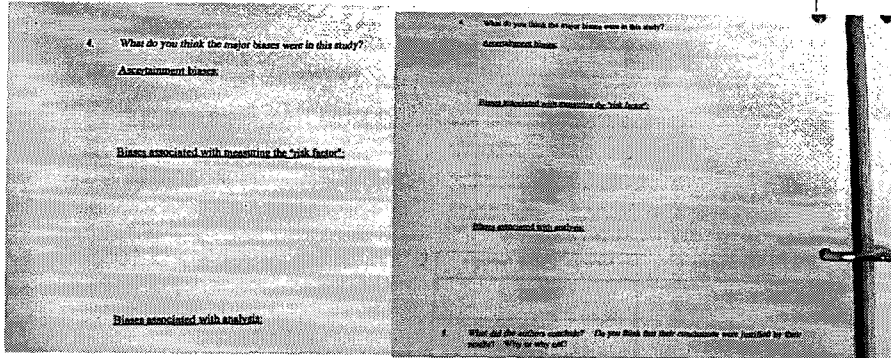 4. What do you think the major biases were in this study?
Ascertainment biases:
Biases associated with measuring the "risk factor":
Biases associated with analysis:
4. What do you think the major biases were in this study?
Ascertainment biases:
Biases associated with measuring the "risk factor":
Biases associated with analysis:
5. What did the authors conclude? Do you think that their conclusions were justified by their
results? Why or why not?